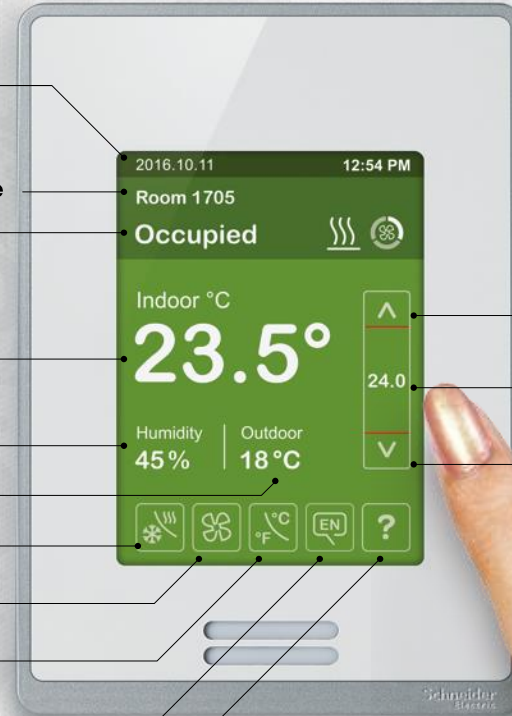 2016.10.11 12:54 PM
e
Room 1705
Occupied
Indoor °C
23.5°
24.0
Humidity Outdoor
45% 18°C
°C
°F
EN
?
Schneider
Electric